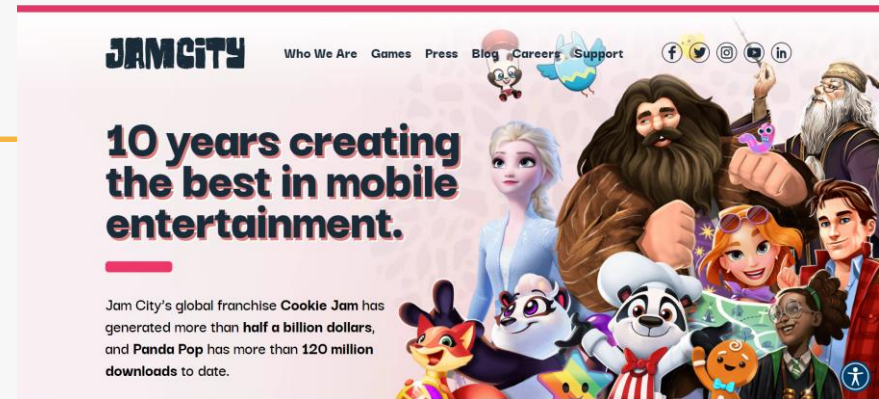 JAMCiTY
Who We Are Games Press Blog Careers Support
10 years creating
the best in mobile
entertainment.
Jam City's global franchise Cookie Jam has
generated more than half a billion dollars,
and Panda Pop has more than 120 million
downloads to date.